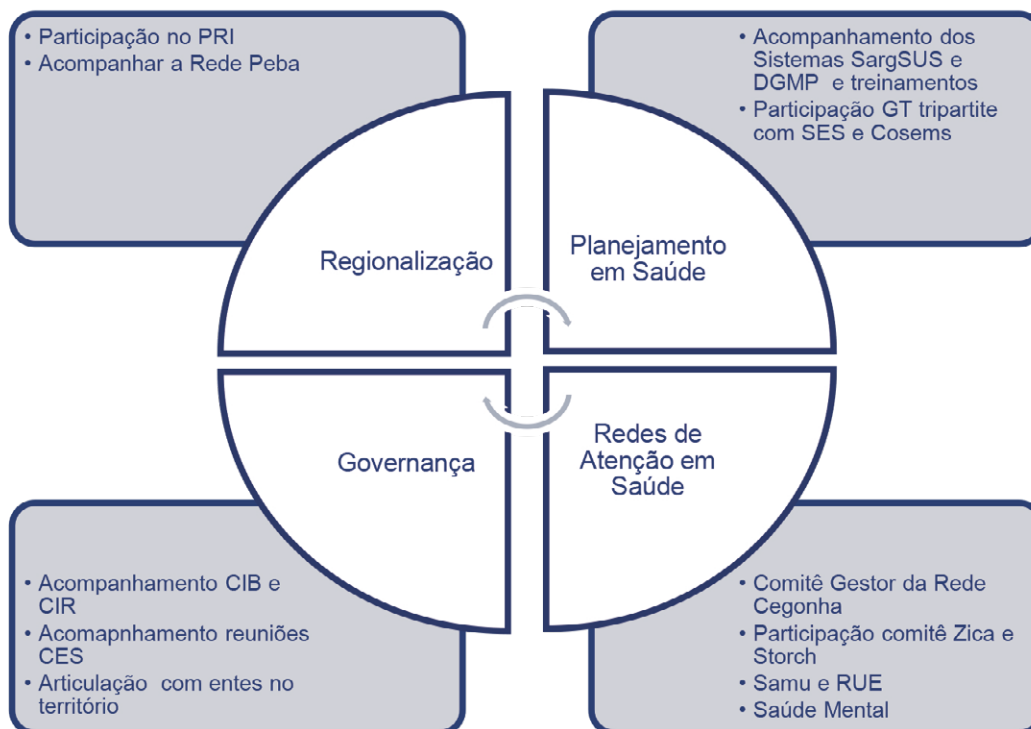 • Participação no PRI
• Acompanhar a Rede Peba
• Acompanhamento dos
Sistemas SargSUS e
DGMP e treinamentos
• Participação GT tripartite
com SES e Cosems
Regionalização
Planejamento
em Saúde
Governança
Redes de
Atenção em
Saúde
• Acompanhamento CIB e
CIR
• Acomapnhamento reuniões
CES
• Articulação com entes no
território
• Comitê Gestor da Rede
Cegonha
• Participação comitê Zica e
Storch
• Samu e RUE
• Saúde Mental